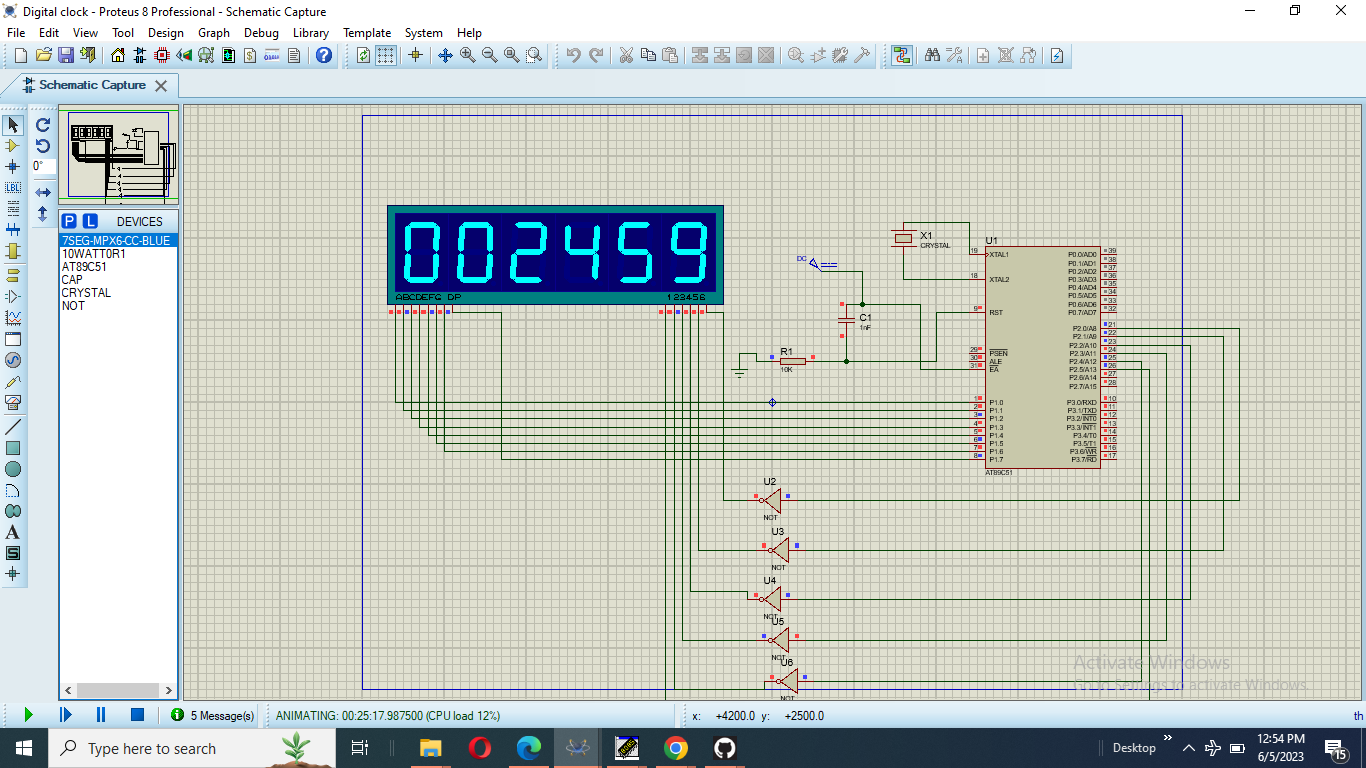 Digital clock - Proteus 8 Professional - Schematic Capture
File Edit View Tool Design Graph Debug Library Template System Help
Schematic Capture
0°
LBL
P L DEVICES
7SEG-MPX6-CC-BLUE
10WATT0R1
AT89C51
CAP
CRYSTAL
NOT
A
S
002459
ABCDEFG DP 123456
DC
X1
CRYSTAL
C1
1nF
R1
10K
U1
19 XTAL1
18 XTAL2
9 RST
29 PSEN
30 ALE
31 EA
1 P1.0
2 P1.1
3 P1.2
4 P1.3
5 P1.4
6 P1.5
7 P1.6
8 P1.7
P0.0/AD0 39
P0.1/AD1 38
P0.2/AD2 37
P0.3/AD3 36
P0.4/AD4 35
P0.5/AD5 34
P0.6/AD6 33
P0.7/AD7 32
P2.0/A8 21
P2.1/A9 22
P2.2/A10 23
P2.3/A11 24
P2.4/A12 25
P2.5/A13 26
P2.6/A14 27
P2.7/A15 28
P3.0/RXD 10
P3.1/TXD 11
P3.2/INT0 12
P3.3/INT1 13
P3.4/T0 14
P3.5/T1 15
P3.6/WR 16
P3.7/RD 17
AT89C51
U2
NOT
U3
NOT
U4
NOT
U5
NOT
U6
NOT
Activate Windows
Go to Settings to activate Windows.
5 Message(s) ANIMATING: 00:25:17.987500 (CPU load 12%) x: +4200.0 y: +2500.0 th
Type here to search Desktop 12:54 PM
6/5/2023
15